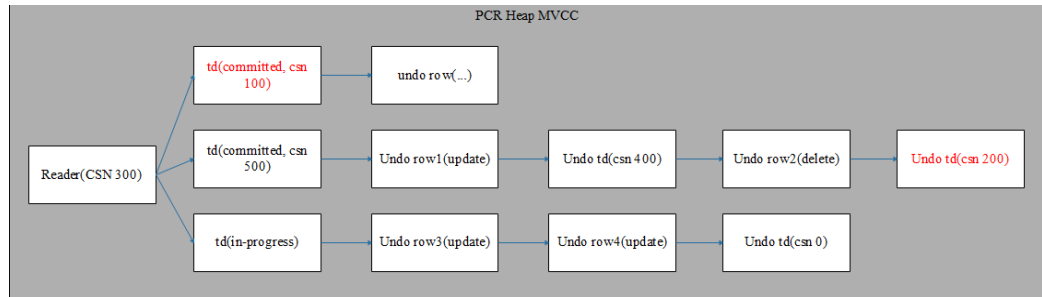 PCR Heap MVCC
td(committed, csn
100)
undo row(...)
Reader(CSN 300)
td(committed, csn
500)
Undo row1(update)
Undo td(csn 400)
Undo row2(delete)
Undo td(csn 200)
td(in-progress)
Undo row3(update)
Undo row4(update)
Undo td(csn 0)